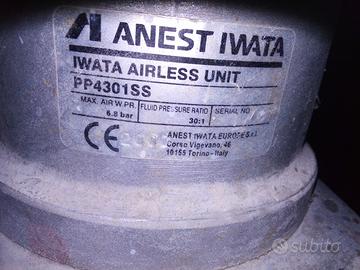 ANEST IWATA
IWATA AIRLESS UNIT
PP4301SS
MAX. AIR W.PR. FLUID PRESSURE RATIO SERIAL NO
6.8 bar 30:1
CE
ANEST IWATA EUROPE S.r.l.
Corso Vigevano, 46
10155 Torino - Italy
subito